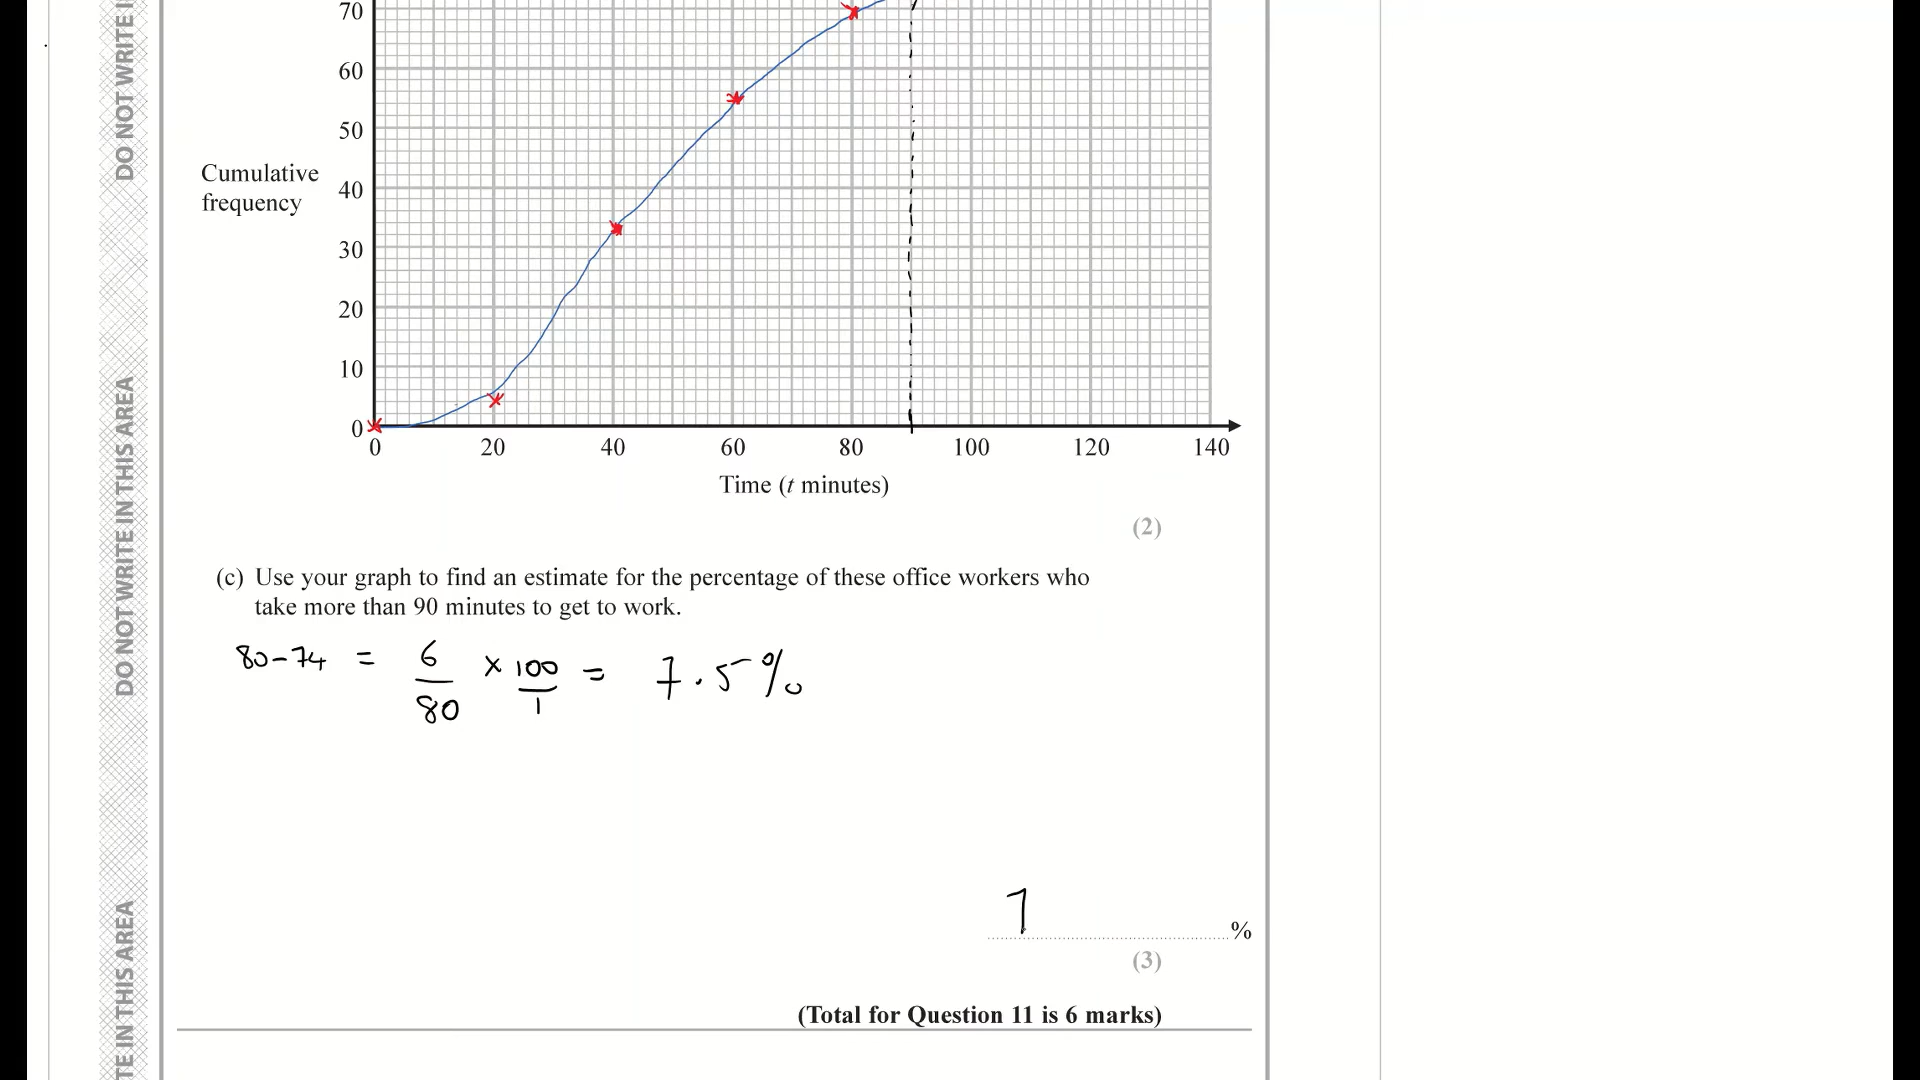 DO NOT WRITE I
70
60
50
Cumulative
frequency
40
30
20
10
0
0 20 40 60 80 100 120 140
Time (t minutes)
(2)
DO NOT WRITE IN THIS AREA
(c) Use your graph to find an estimate for the percentage of these office workers who
take more than 90 minutes to get to work.
80-74 = 6/80 × 100/1 = 7.5%
7 %
(3)
TE IN THIS AREA
(Total for Question 11 is 6 marks)